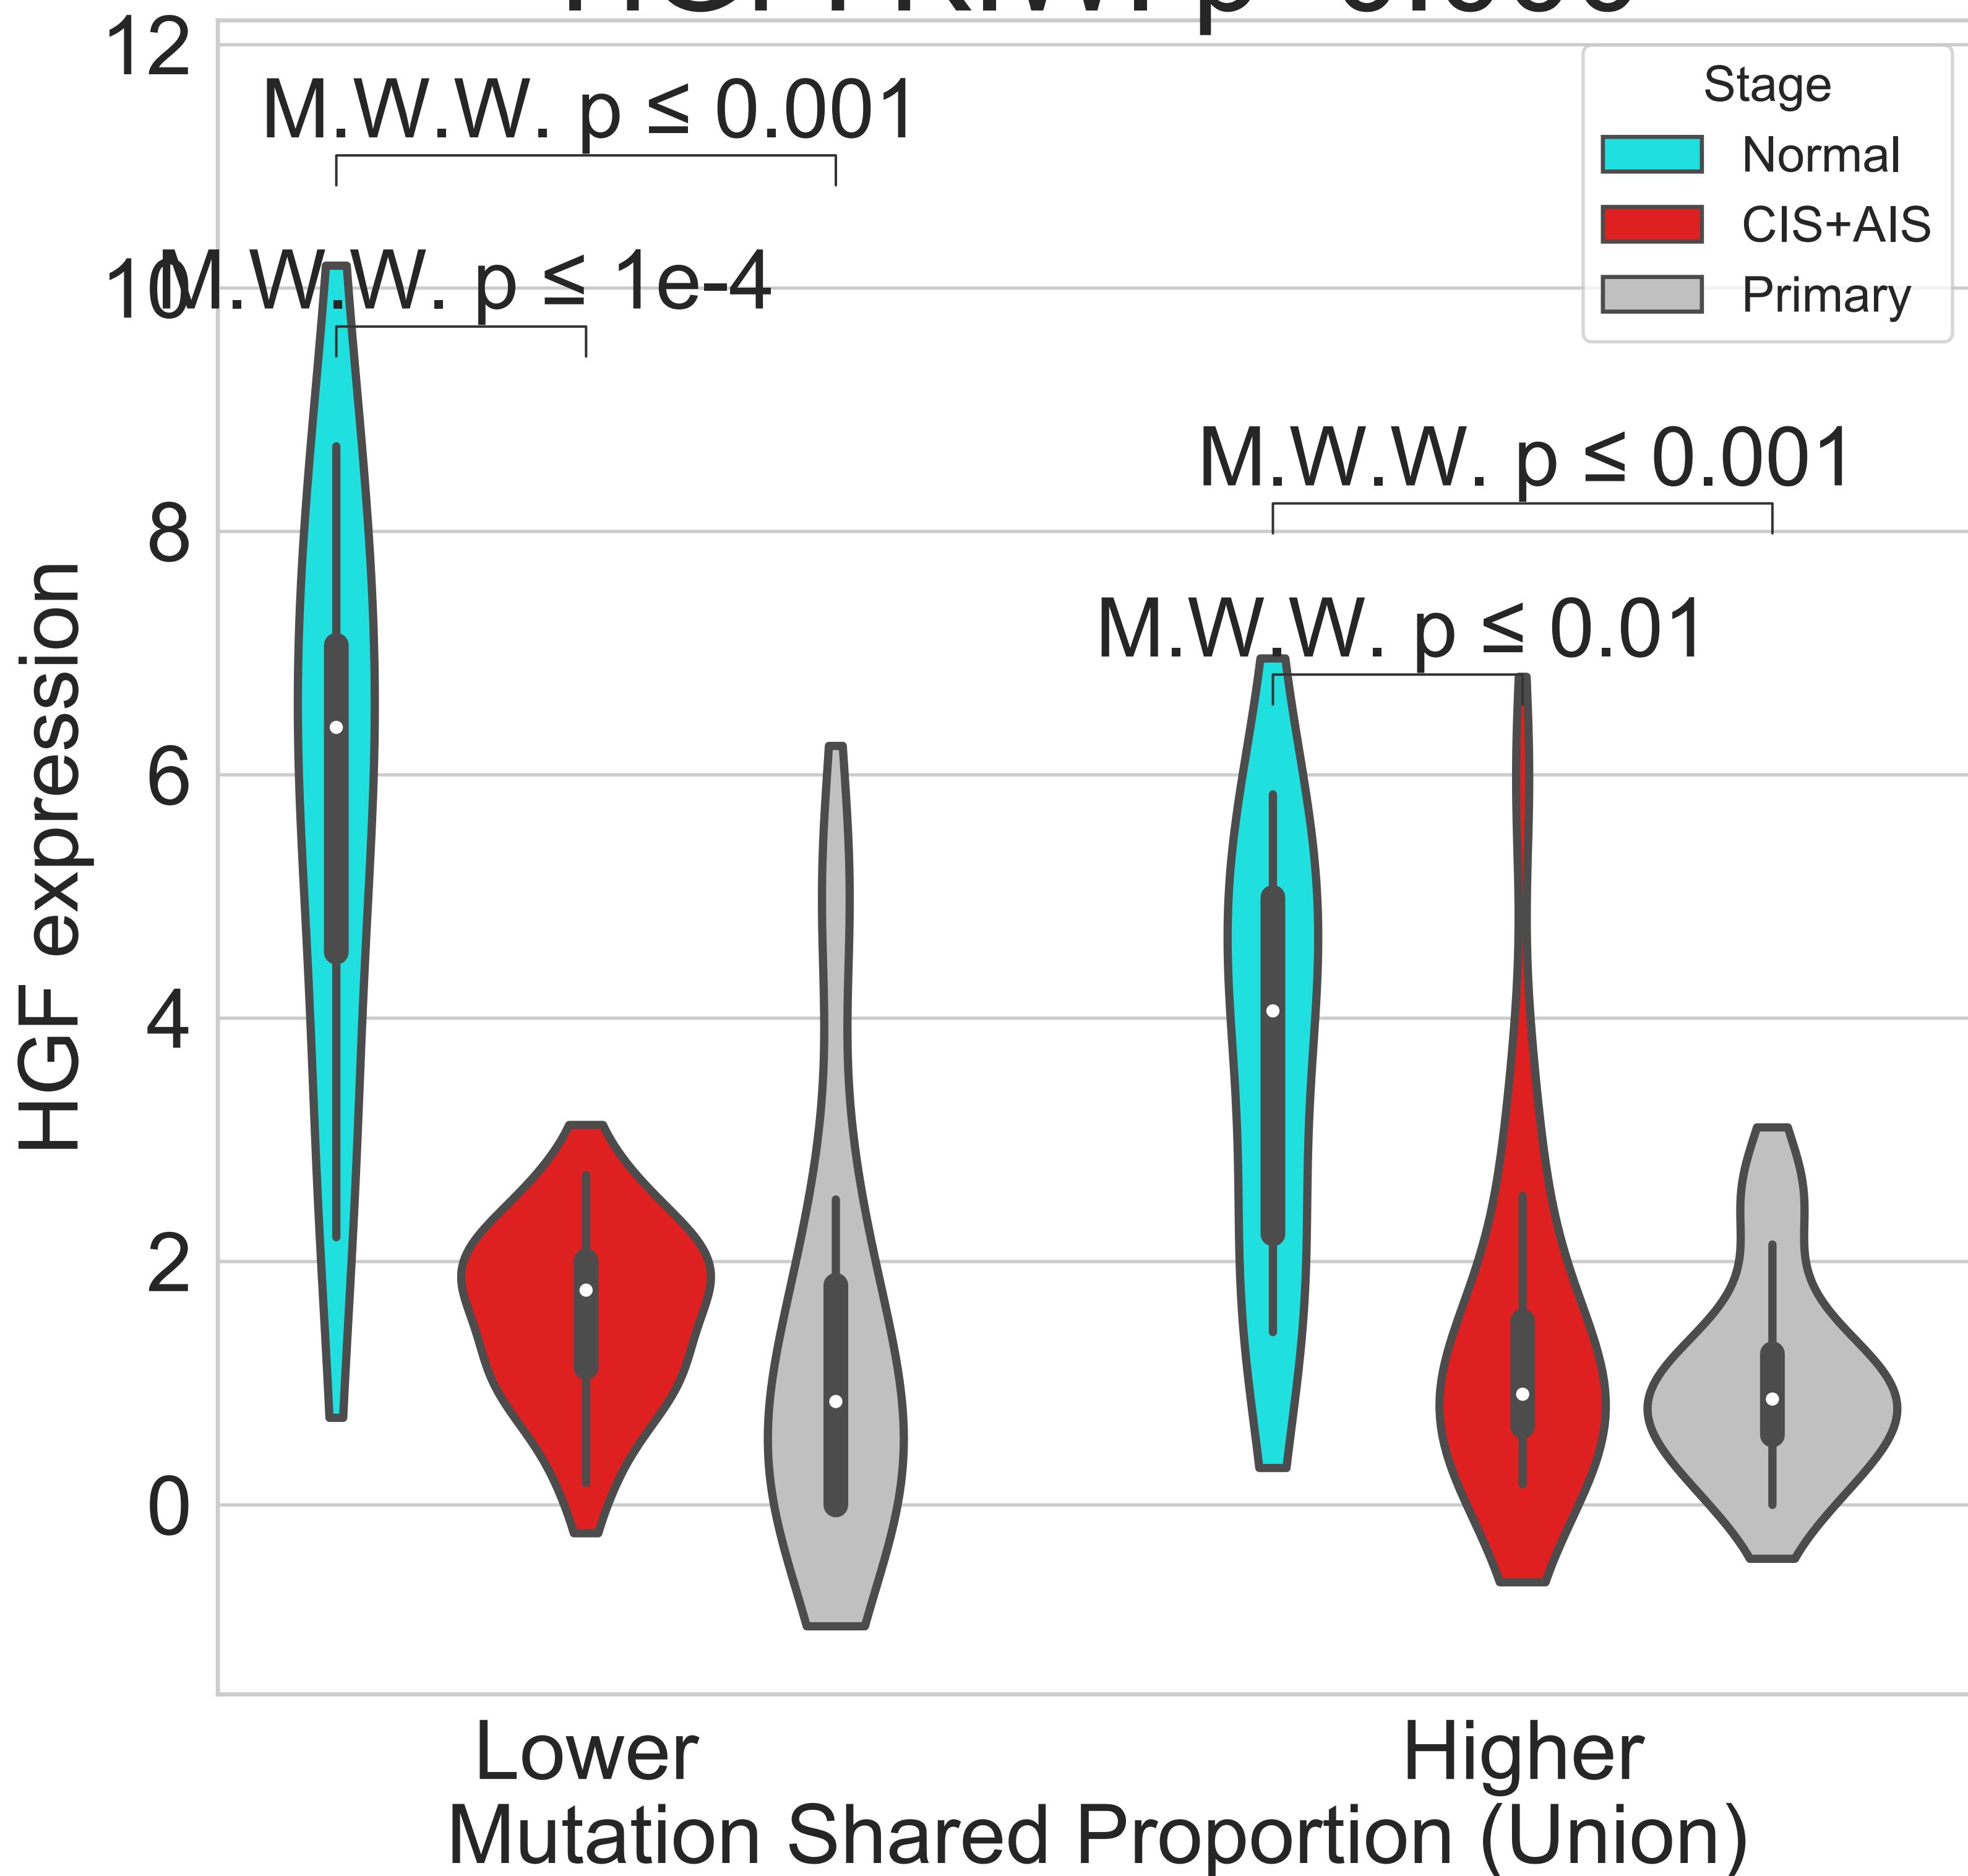 12
M.W.W. p ≤ 0.001
Stage
Normal
CIS+AIS
Primary
10
M.W.W. p ≤ 1e-4
M.W.W. p ≤ 0.001
8
M.W.W. p ≤ 0.01
6
4
2
0
HGF expression
Lower
Higher
Mutation Shared Proportion (Union)